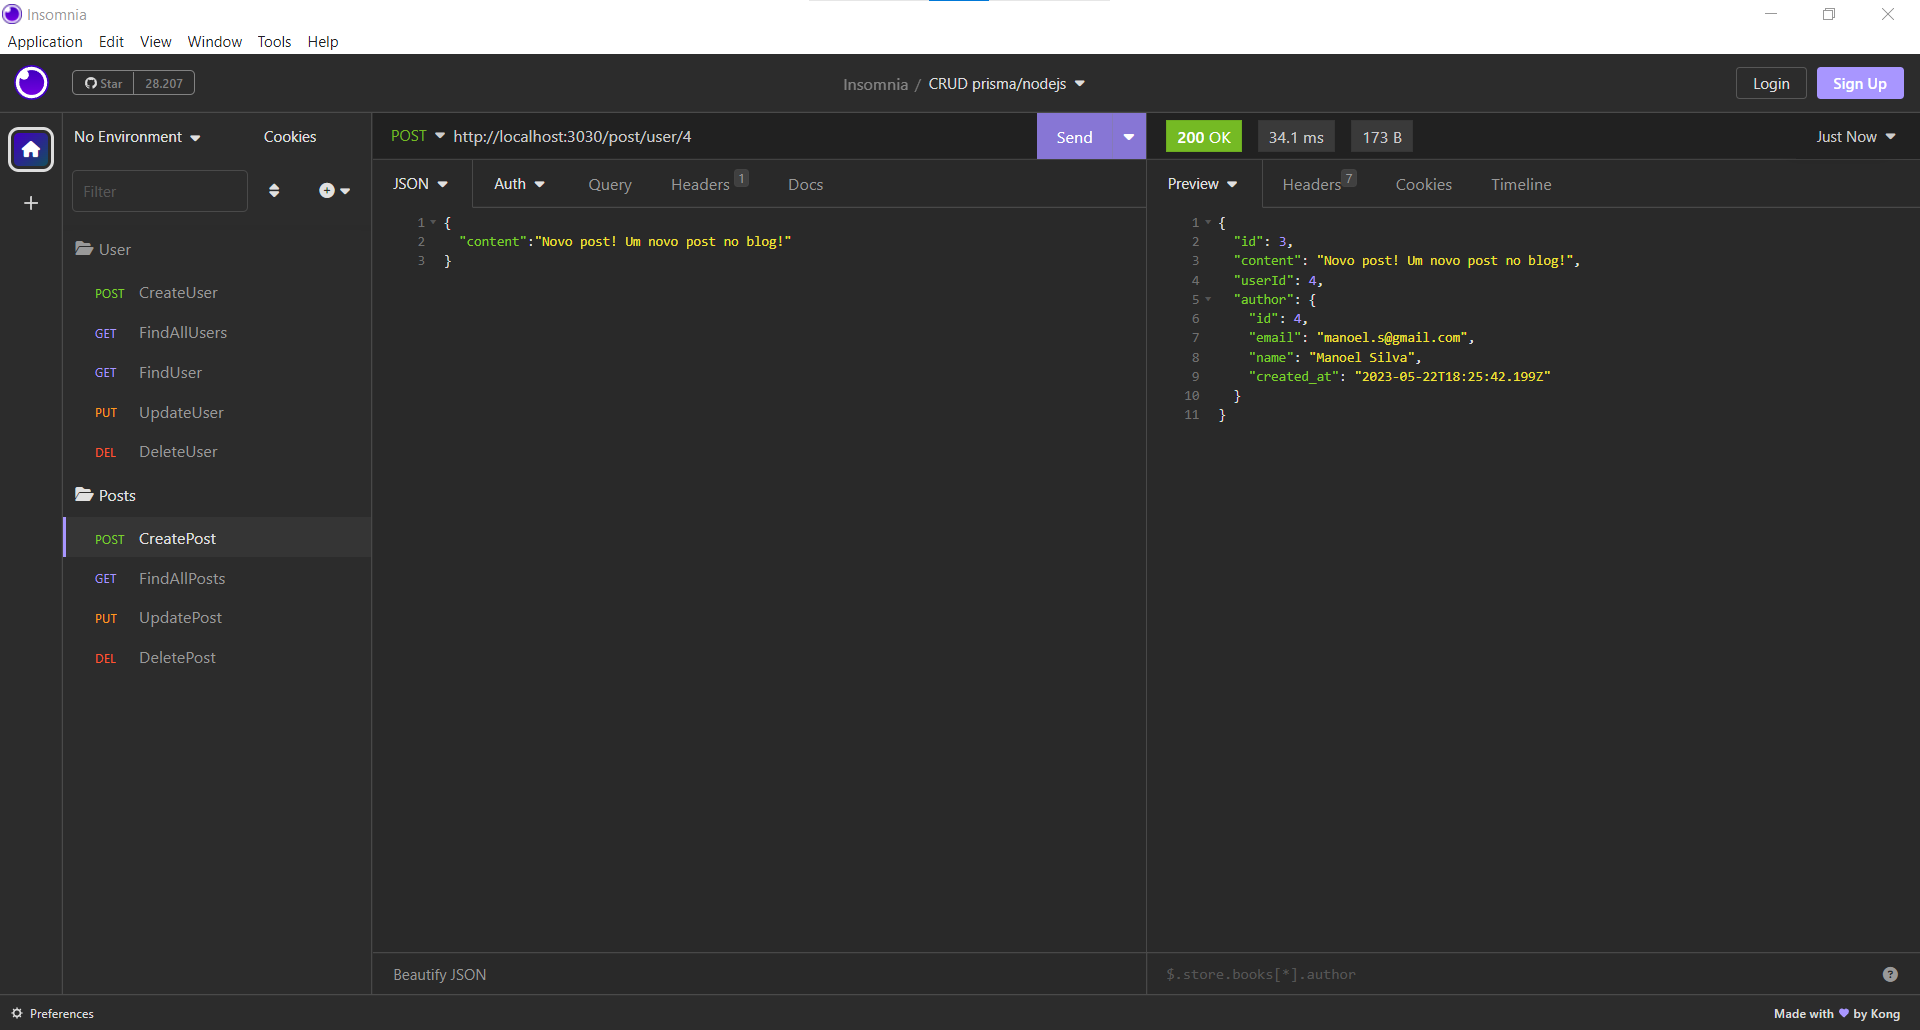 Insomnia
Application Edit View Window Tools Help
Star 28.207
Insomnia / CRUD prisma/nodejs
Login Sign Up
No Environment Cookies
Filter
User
POST CreateUser
GET FindAllUsers
GET FindUser
PUT UpdateUser
DEL DeleteUser
Posts
POST CreatePost
GET FindAllPosts
PUT UpdatePost
DEL DeletePost
POST http://localhost:3030/post/user/4 Send
JSON Auth Query Headers 1 Docs
1 {
2 "content":"Novo post! Um novo post no blog!"
3 }
Beautify JSON
200 OK 34.1 ms 173 B Just Now
Preview Headers 7 Cookies Timeline
1 {
2 "id": 3,
3 "content": "Novo post! Um novo post no blog!",
4 "userId": 4,
5 "author": {
6 "id": 4,
7 "email": "manoel.s@gmail.com",
8 "name": "Manoel Silva",
9 "created_at": "2023-05-22T18:25:42.199Z"
10 }
11 }
$.store.books[*].author ?
Preferences
Made with by Kong